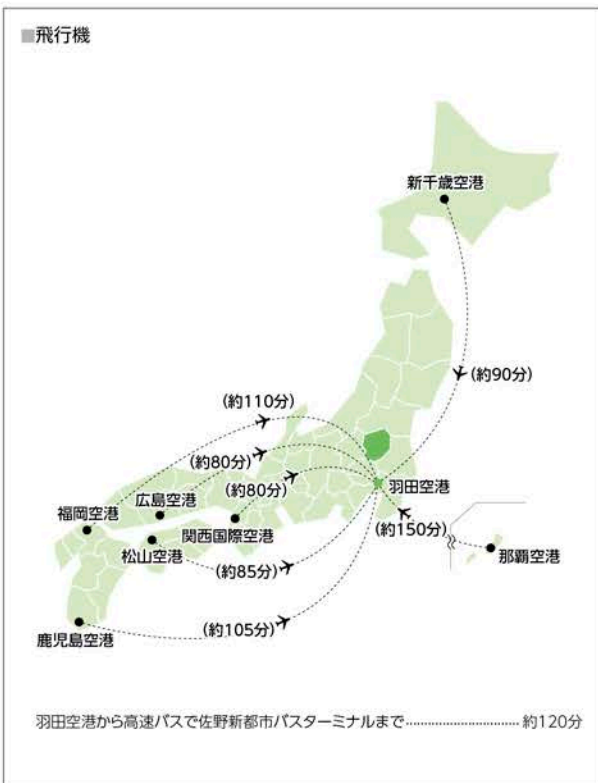 ■飛行機
新千歳空港
(約90分)
(約110分)
(約80分)
(約80分)
羽田空港
広島空港
福岡空港
関西国際空港
(約150分)
松山空港
那覇空港
(約85分)
(約105分)
鹿児島空港
羽田空港から高速バスで佐野新都市バスターミナルまで……………………約120分